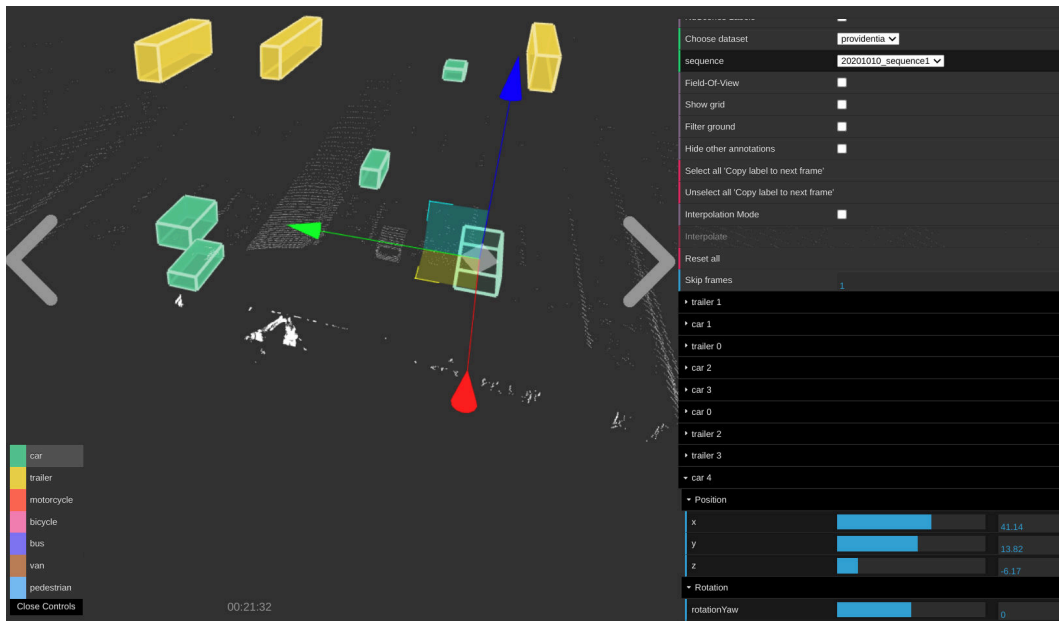 Choose dataset
providentia
sequence
20201010_sequence1
Field-Of-View
Show grid
Filter ground
Hide other annotations
Select all 'Copy label to next frame'
Unselect all 'Copy label to next frame'
Interpolation Mode
Interpolate
Reset all
Skip frames
1
trailer 1
car 1
trailer 0
car 2
car 3
car 0
trailer 2
trailer 3
car 4
Position
x
41.14
y
13.82
z
-6.17
Rotation
rotationYaw
0
car
trailer
motorcycle
bicycle
bus
van
pedestrian
Close Controls
00:21:32